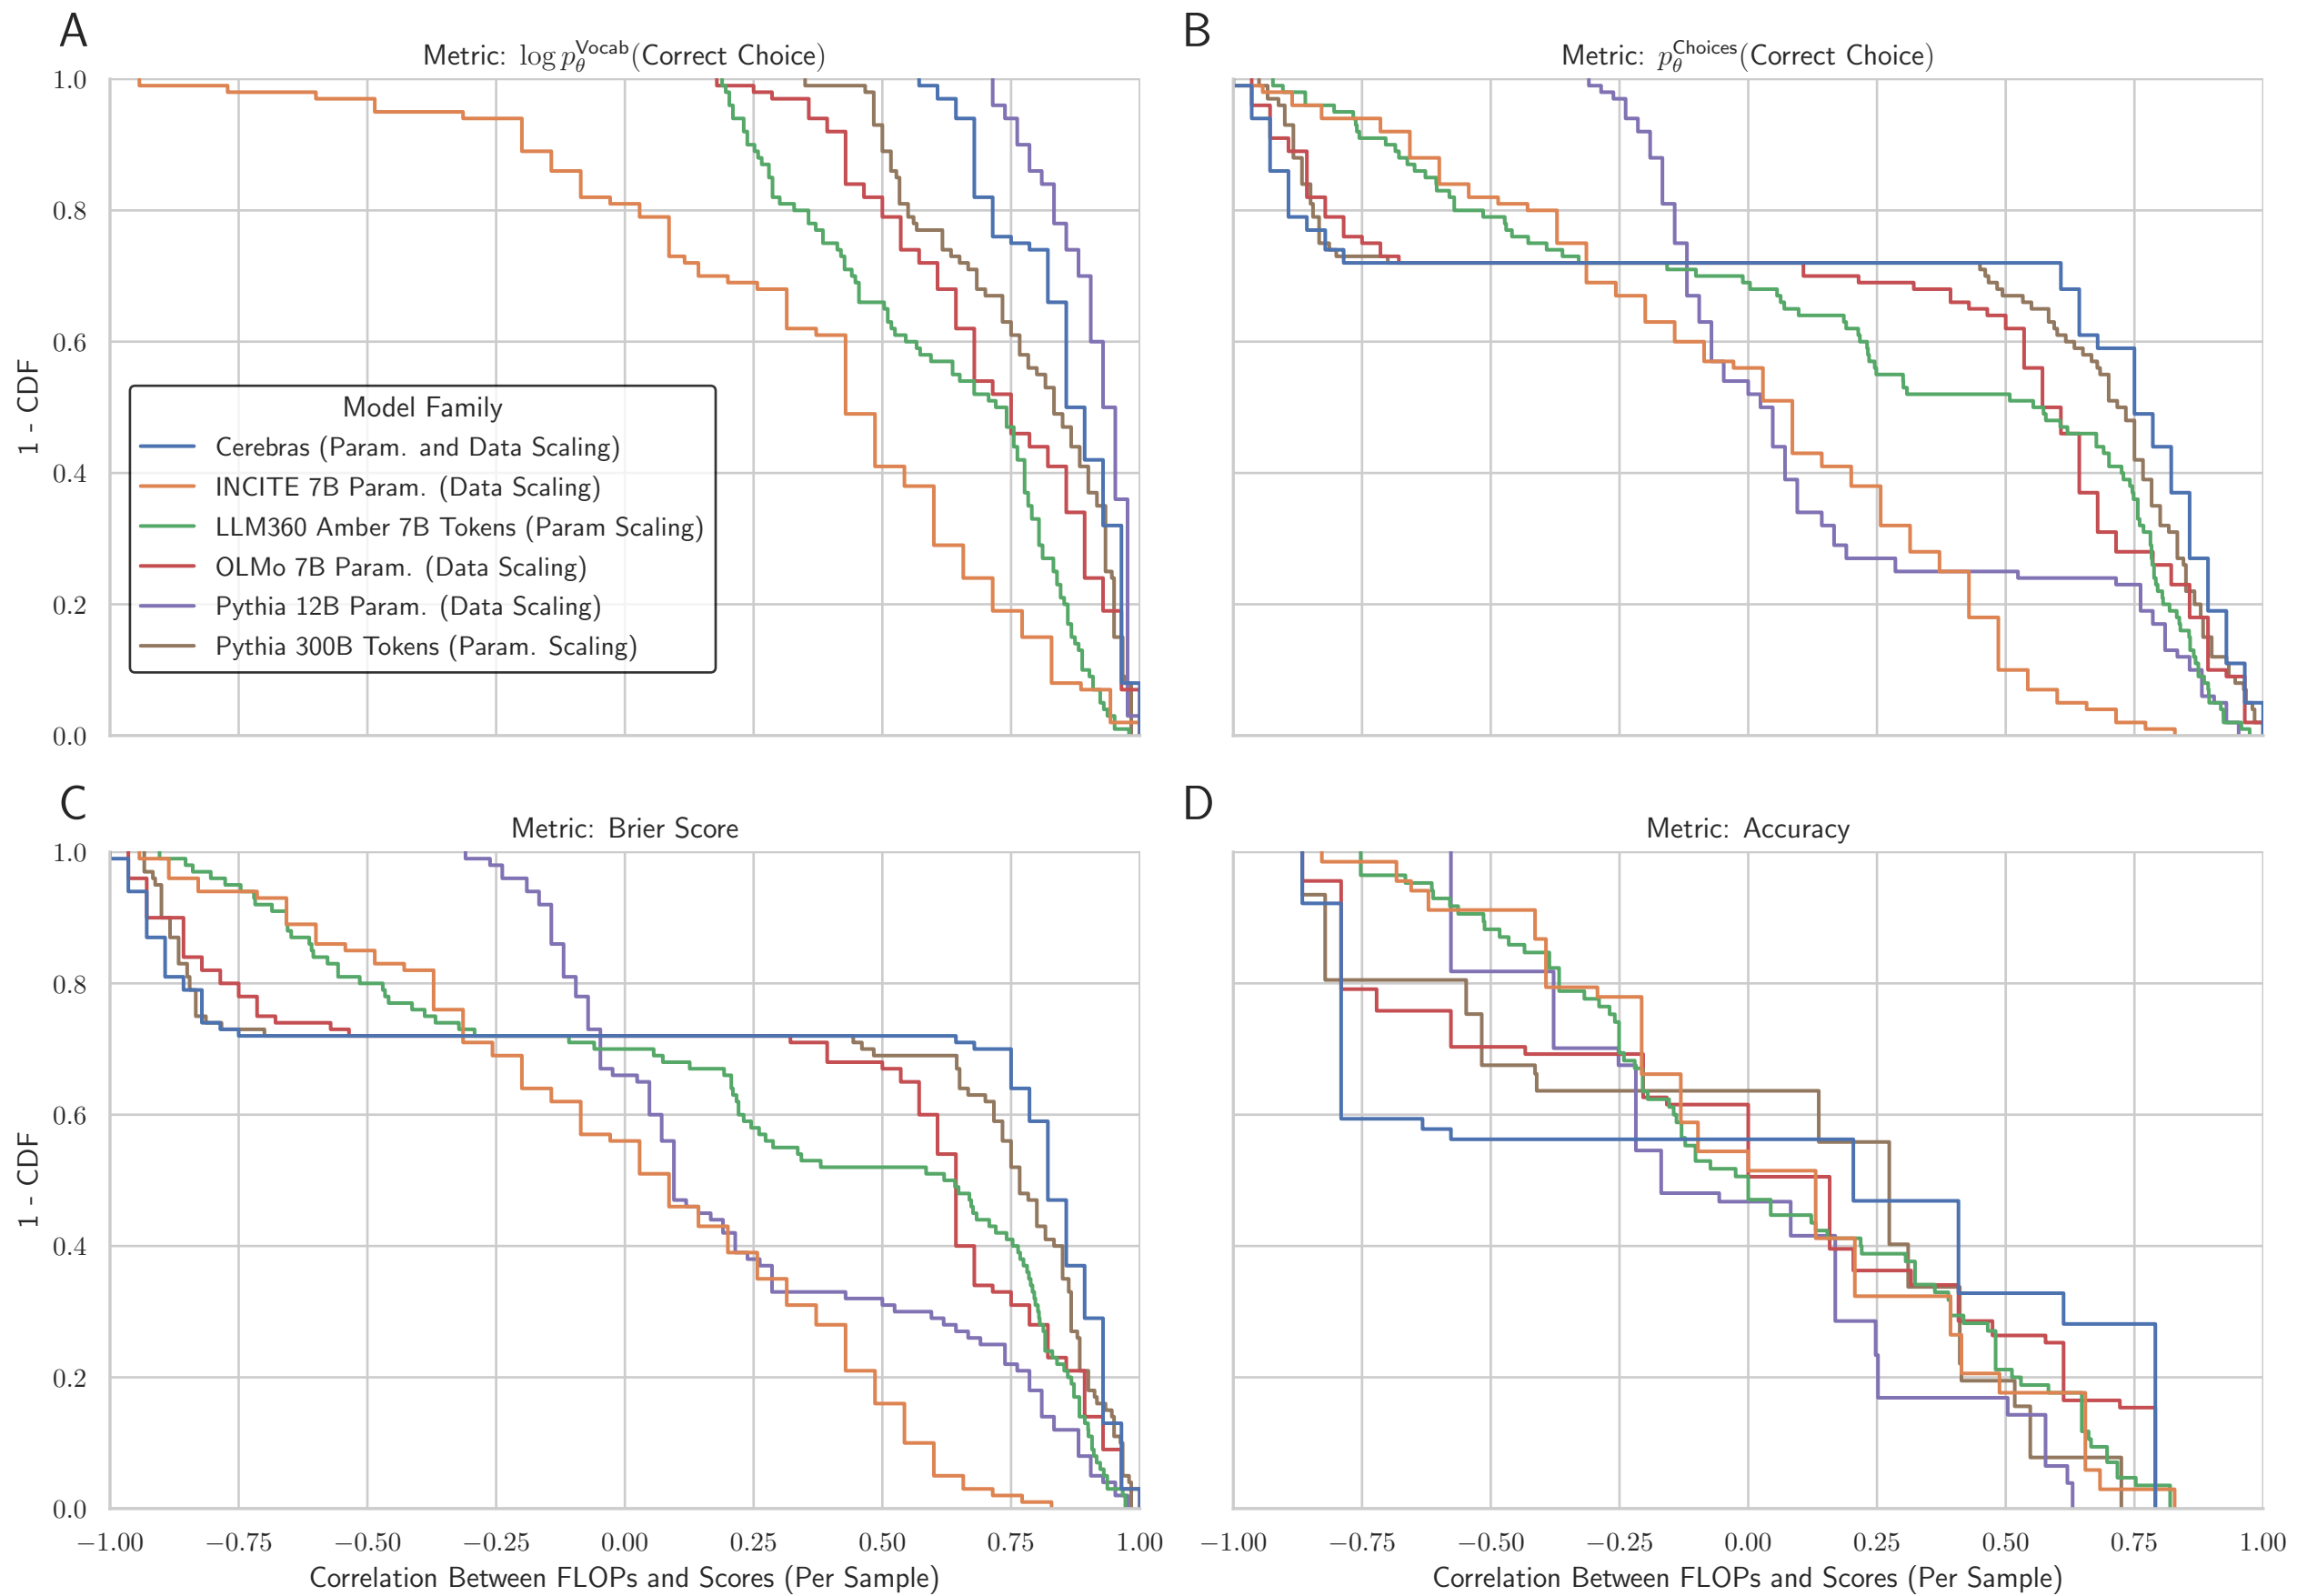 A
Metric: log p_θ^Vocab(Correct Choice)
B
Metric: p_θ^Choices(Correct Choice)
1.0
0.8
0.6
0.4
0.2
0.0
1 - CDF
Model Family
Cerebras (Param. and Data Scaling)
INCITE 7B Param. (Data Scaling)
LLM360 Amber 7B Tokens (Param Scaling)
OLMo 7B Param. (Data Scaling)
Pythia 12B Param. (Data Scaling)
Pythia 300B Tokens (Param. Scaling)
C
Metric: Brier Score
D
Metric: Accuracy
1.0
0.8
0.6
0.4
0.2
0.0
1 - CDF
−1.00 −0.75 −0.50 −0.25 0.00 0.25 0.50 0.75 1.00
Correlation Between FLOPs and Scores (Per Sample)
−1.00 −0.75 −0.50 −0.25 0.00 0.25 0.50 0.75 1.00
Correlation Between FLOPs and Scores (Per Sample)